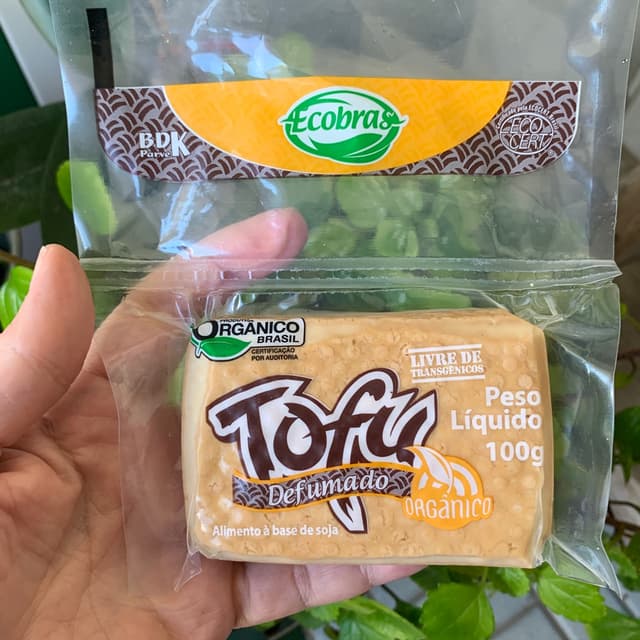 Ecobras
BDK
Parve
ECO
CERT
PRODUTO
ORGÂNICO
BRASIL
CERTIFICAÇÃO
POR AUDITORIA
LIVRE DE
TRANSGÊNICOS
Peso
Líquido
100g
Tofu
Defumado
ORGÂNICO
Alimento à base de soja